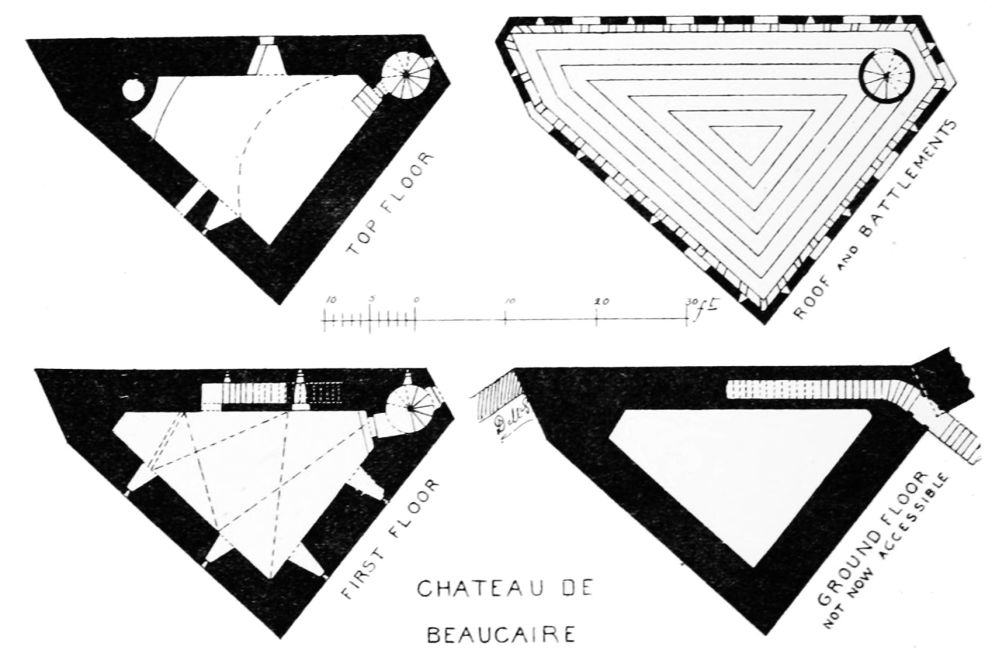 TOP FLOOR
ROOF AND BATTLEMENTS
10 5 0 10 20 30 ft
FIRST FLOOR
GROUND FLOOR
NOT NOW ACCESSIBLE
CHATEAU DE
BEAUCAIRE